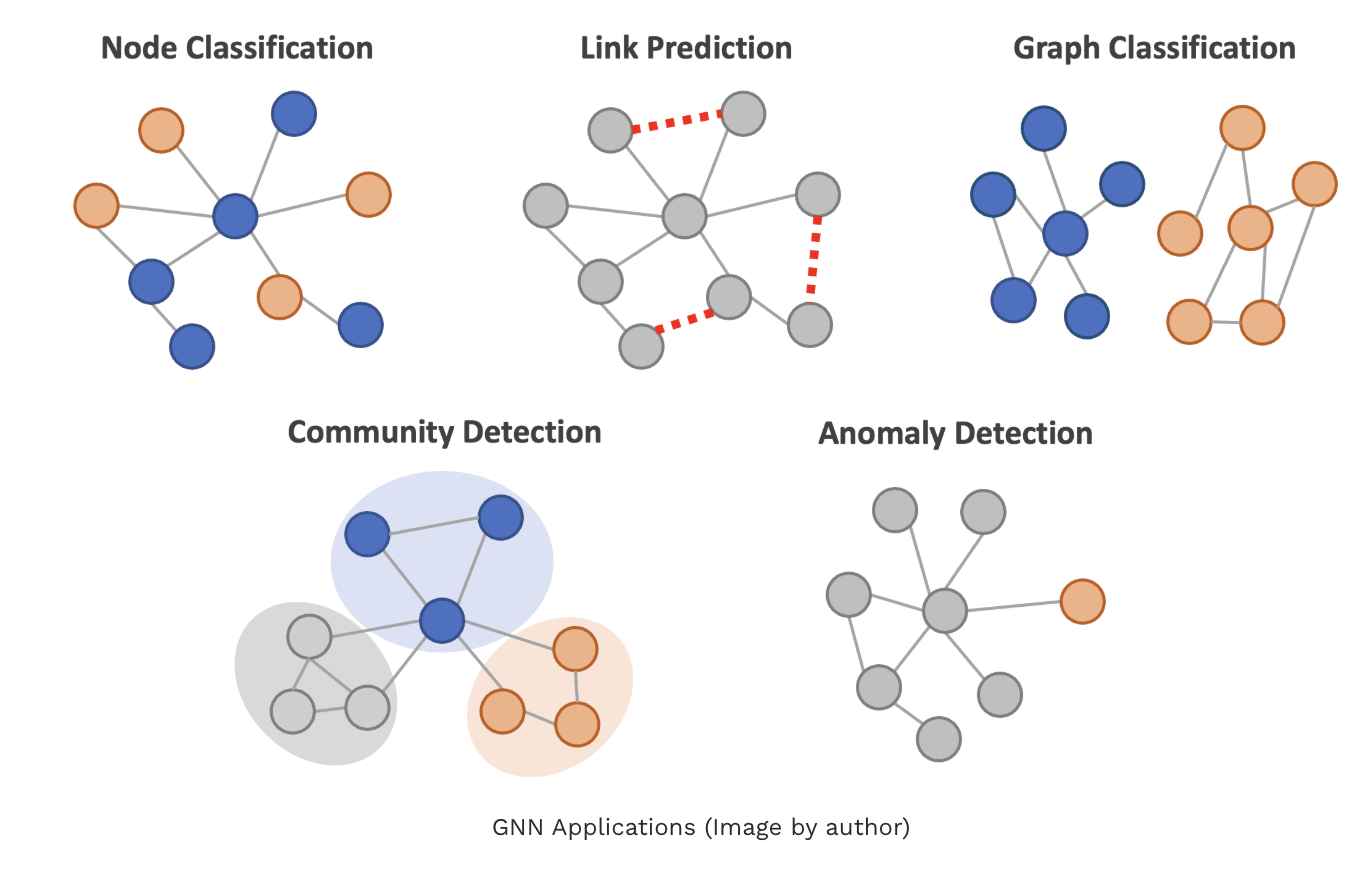 Node Classification
Link Prediction
Graph Classification
Community Detection
Anomaly Detection
GNN Applications (Image by author)